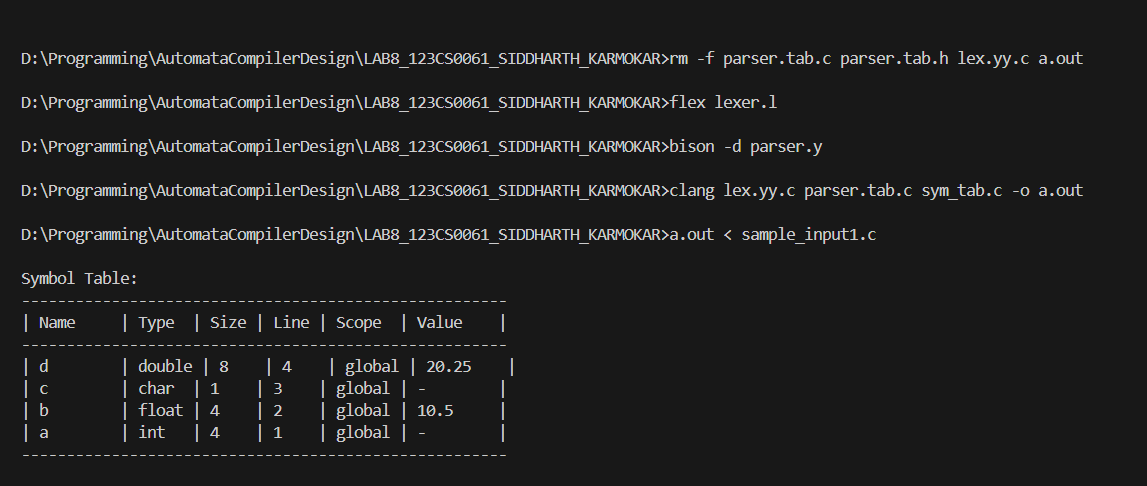 D:\Programming\AutomataCompilerDesign\LAB8_123CS0061_SIDDHARTH_KARMOKAR>rm -f parser.tab.c parser.tab.h lex.yy.c a.out
D:\Programming\AutomataCompilerDesign\LAB8_123CS0061_SIDDHARTH_KARMOKAR>flex lexer.l
D:\Programming\AutomataCompilerDesign\LAB8_123CS0061_SIDDHARTH_KARMOKAR>bison -d parser.y
D:\Programming\AutomataCompilerDesign\LAB8_123CS0061_SIDDHARTH_KARMOKAR>clang lex.yy.c parser.tab.c sym_tab.c -o a.out
D:\Programming\AutomataCompilerDesign\LAB8_123CS0061_SIDDHARTH_KARMOKAR>a.out < sample_input1.c
Symbol Table:
------------------------------------------------------
| Name     | Type  | Size | Line | Scope  | Value    |
------------------------------------------------------
| d        | double | 8    | 4    | global | 20.25    |
| c        | char  | 1    | 3    | global | -        |
| b        | float | 4    | 2    | global | 10.5     |
| a        | int   | 4    | 1    | global | -        |
------------------------------------------------------